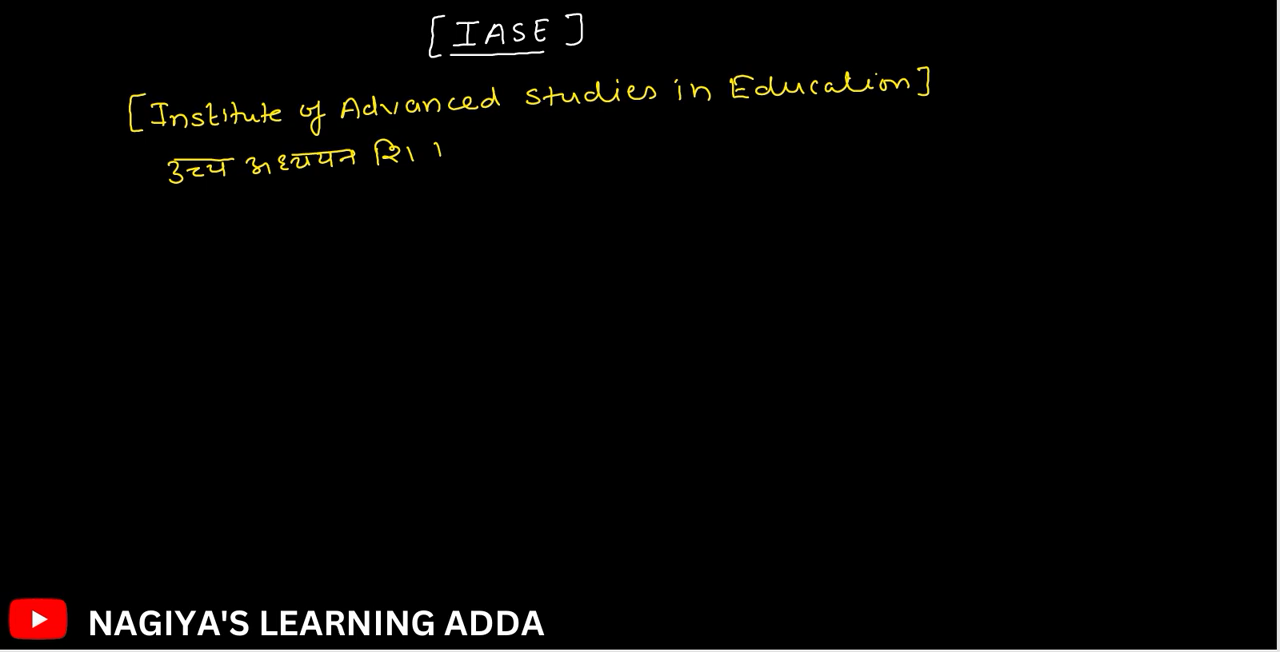 [IASE]
[Institute of Advanced studies in Education]
उच्च अध्ययन
NAGIYA'S LEARNING ADDA